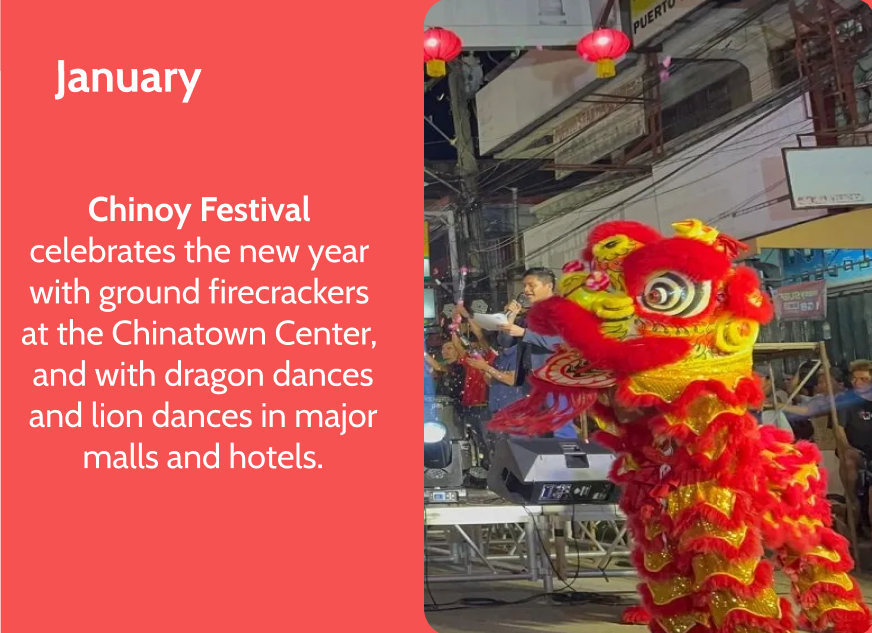 January
Chinoy Festival
celebrates the new year
with ground firecrackers
at the Chinatown Center,
and with dragon dances
and lion dances in major
malls and hotels.
PUERTO